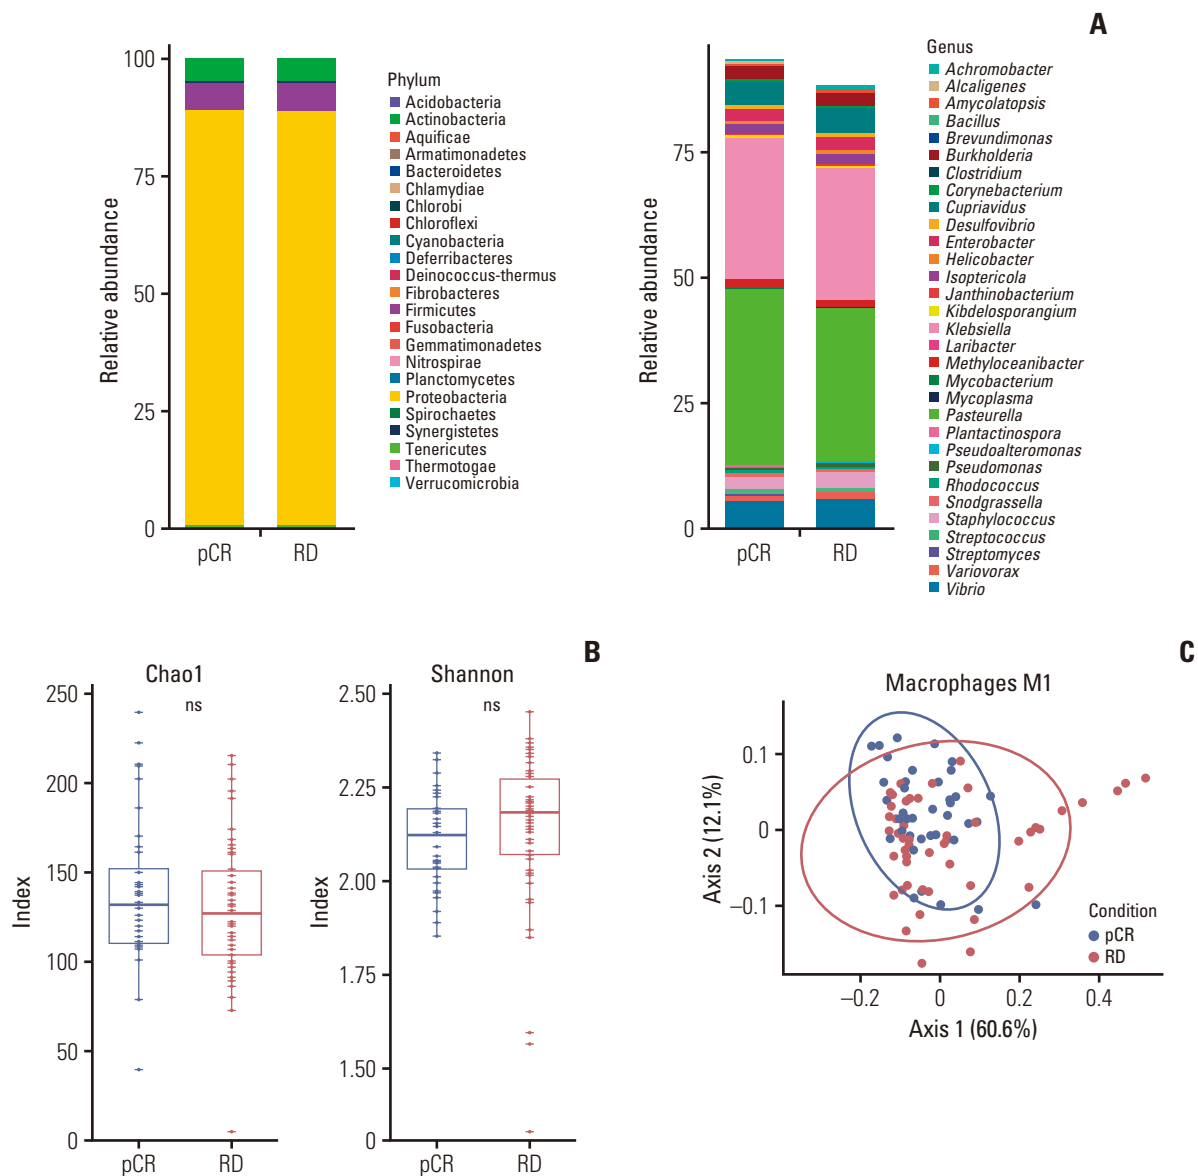 A
100
75
50
25
0
Relative abundance
pCR
RD
Phylum
Acidobacteria
Actinobacteria
Aquificae
Armatimonadetes
Bacteroidetes
Chlamydiae
Chlorobi
Chloroflexi
Cyanobacteria
Deferribacteres
Deinococcus-thermus
Fibrobacteres
Firmicutes
Fusobacteria
Gemmatimonadetes
Nitrospirae
Planctomycetes
Proteobacteria
Spirochaetes
Synergistetes
Tenericutes
Thermotogae
Verrucomicrobia
75
50
25
0
Relative abundance
pCR
RD
Genus
Achromobacter
Alcaligenes
Amycolatopsis
Bacillus
Brevundimonas
Burkholderia
Clostridium
Corynebacterium
Cupriavidus
Desulfovibrio
Enterobacter
Helicobacter
Isoptericola
Janthinobacterium
Kibdelosporangium
Klebsiella
Laribacter
Methyloceanibacter
Mycobacterium
Mycoplasma
Pasteurella
Plantactinospora
Pseudoalteromonas
Pseudomonas
Rhodococcus
Snodgrassella
Staphylococcus
Streptococcus
Streptomyces
Variovorax
Vibrio
B
Chao1
ns
250
200
150
100
50
0
Index
pCR
RD
Shannon
ns
2.50
2.25
2.00
1.75
1.50
0
Index
pCR
RD
C
Macrophages M1
0.1
0
−0.1
Axis 2 (12.1%)
−0.2
0
0.2
0.4
Axis 1 (60.6%)
Condition
pCR
RD